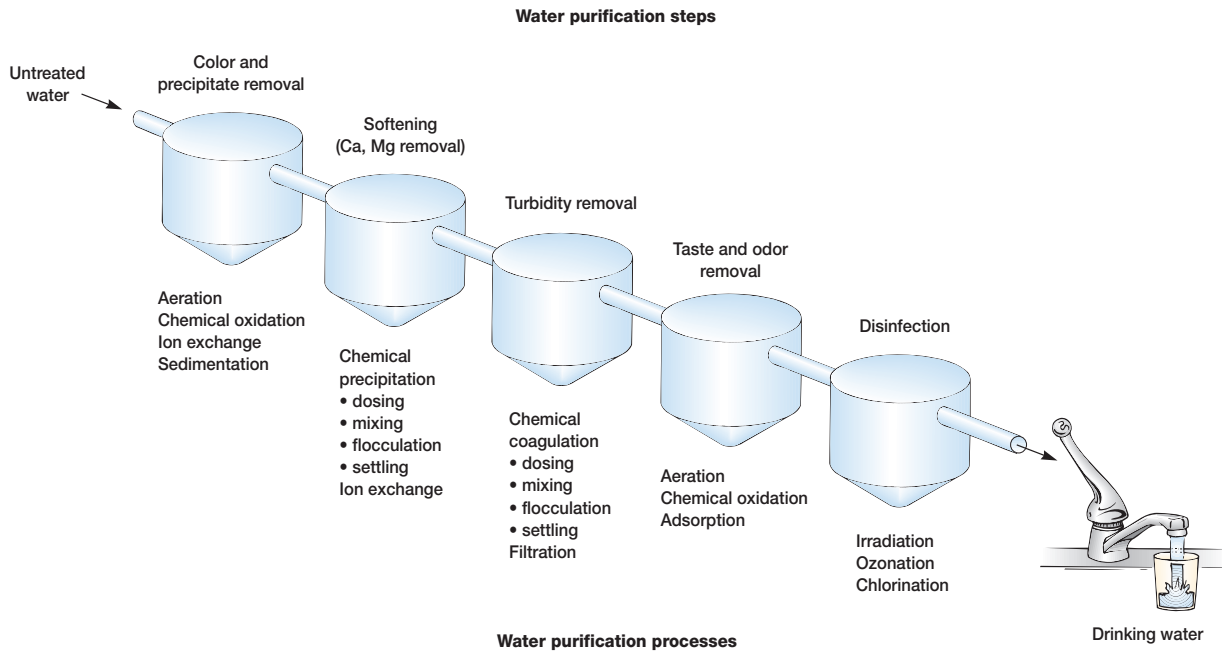 Water purification steps
Untreated
water
Color and
precipitate removal
Softening
(Ca, Mg removal)
Turbidity removal
Taste and odor
removal
Disinfection
Aeration
Chemical oxidation
Ion exchange
Sedimentation
Chemical
precipitation
• dosing
• mixing
• flocculation
• settling
Ion exchange
Chemical
coagulation
• dosing
• mixing
• flocculation
• settling
Filtration
Aeration
Chemical oxidation
Adsorption
Irradiation
Ozonation
Chlorination
Drinking water
Water purification processes